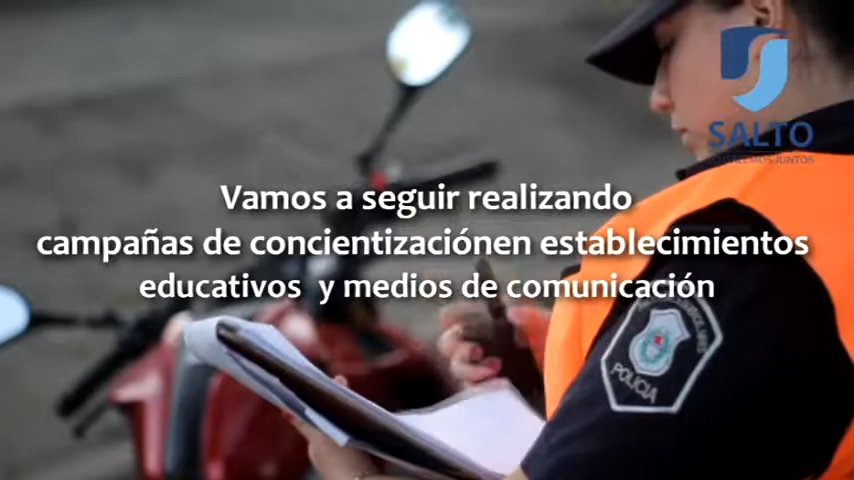 SALTO
Vamos a seguir realizando
campañas de concientizaciónen establecimientos
educativos y medios de comunicación
POLICIA